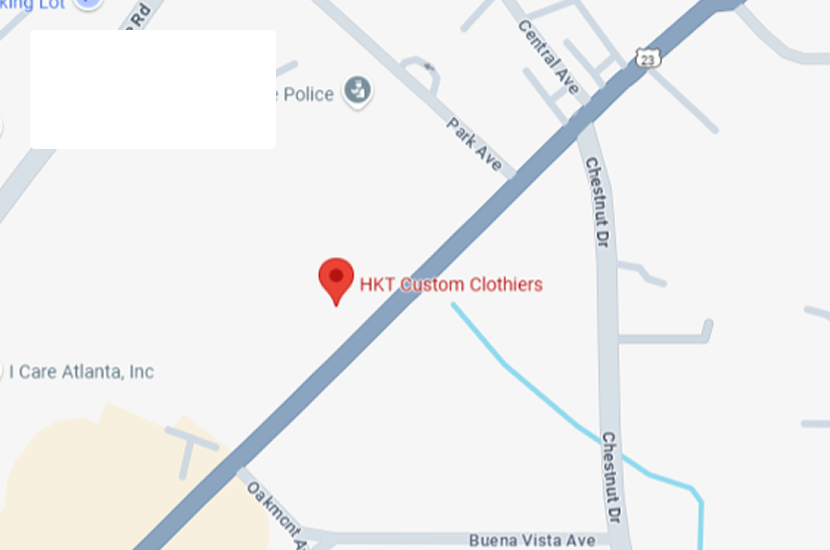 king Lot
Rd
Central Ave
23
Police
Park Ave
Chestnut Dr
HKT Custom Clothiers
I Care Atlanta, Inc
Chestnut Dr
Oakmont A
Buena Vista Ave